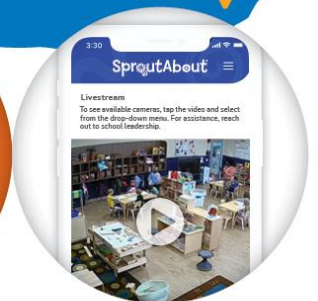 3:30
SproutAbout
Livestream
To see available cameras, tap the video and select
from the drop-down menu. For assistance, reach
out to school leadership.